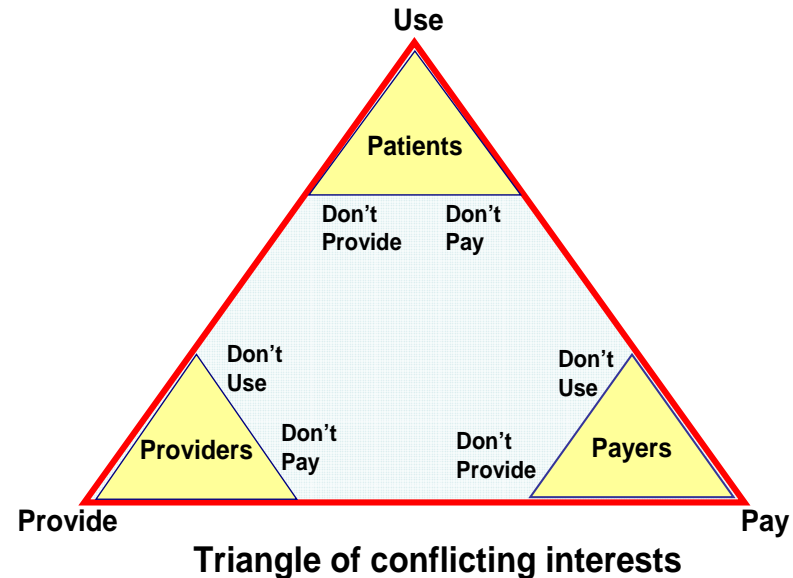 Use
Patients
Don't Don't
Provide Pay
Don't
Use
Don't
Pay
Providers
Don't
Use
Don't
Provide
Payers
Provide
Pay
Triangle of conflicting interests